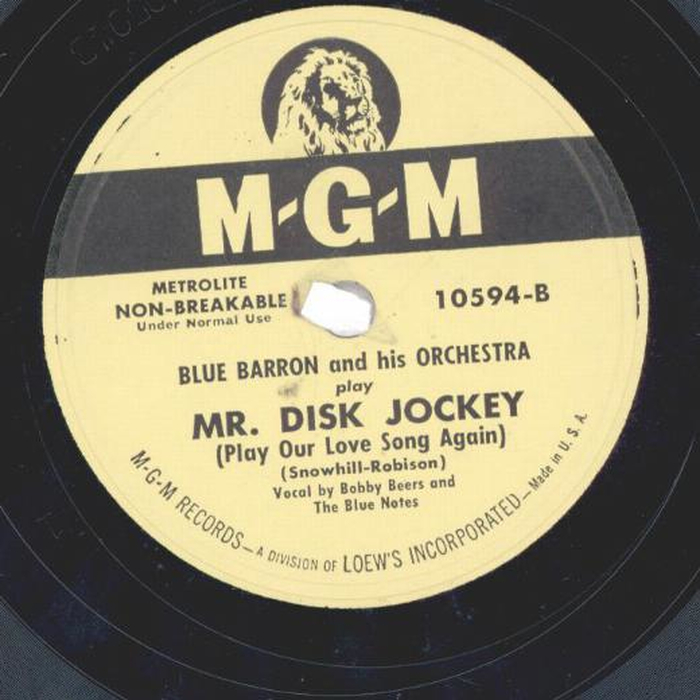 M-G-M
METROLITE
NON-BREAKABLE
Under Normal Use
10594-B
BLUE BARRON and his ORCHESTRA
play
MR. DISK JOCKEY
(Play Our Love Song Again)
(Snowhill-Robison)
Vocal by Bobby Beers and
The Blue Notes
M-G-M RECORDS—A DIVISION OF LOEW'S INCORPORATED—Made in U. S. A.